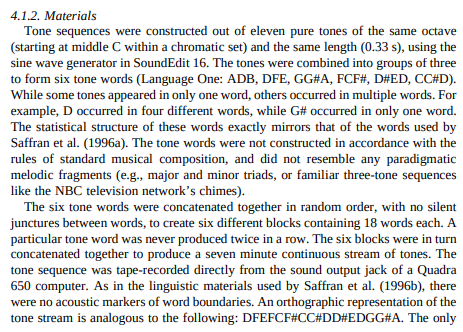 4.1.2. Materials
Tone sequences were constructed out of eleven pure tones of the same octave
(starting at middle C within a chromatic set) and the same length (0.33 s), using the
sine wave generator in SoundEdit 16. The tones were combined into groups of three
to form six tone words (Language One: ADB, DFE, GG#A, FCF#, D#ED, CC#D).
While some tones appeared in only one word, others occurred in multiple words. For
example, D occurred in four different words, while G# occurred in only one word.
The statistical structure of these words exactly mirrors that of the words used by
Saffran et al. (1996a). The tone words were not constructed in accordance with the
rules of standard musical composition, and did not resemble any paradigmatic
melodic fragments (e.g., major and minor triads, or familiar three-tone sequences
like the NBC television network's chimes).
The six tone words were concatenated together in random order, with no silent
junctures between words, to create six different blocks containing 18 words each. A
particular tone word was never produced twice in a row. The six blocks were in turn
concatenated together to produce a seven minute continuous stream of tones. The
tone sequence was tape-recorded directly from the sound output jack of a Quadra
650 computer. As in the linguistic materials used by Saffran et al. (1996b), there
were no acoustic markers of word boundaries. An orthographic representation of the
tone stream is analogous to the following: DFEFCF#CC#DD#EDGG#A. The only